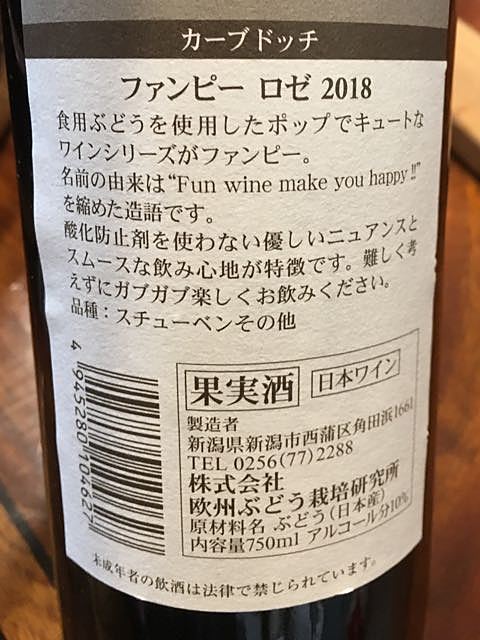 カーブドッチ
ファンピー ロゼ 2018
食用ぶどうを使用したポップでキュートな
ワインシリーズがファンピー。
名前の由来は“Fun wine make you happy!!”
を縮めた造語です。
酸化防止剤を使わない優しいニュアンスと
スムースな飲み心地が特徴です。難しく考
えずにガブガブ楽しくお飲みください。
品種：スチューベンその他
4 945280 104627
果実酒 日本ワイン
製造者
新潟県新潟市西蒲区角田浜1661
TEL 0256(77)2288
株式会社
欧州ぶどう栽培研究所
原材料名 ぶどう(日本産)
内容量750ml アルコール分10%
未成年者の飲酒は法律で禁じられています。